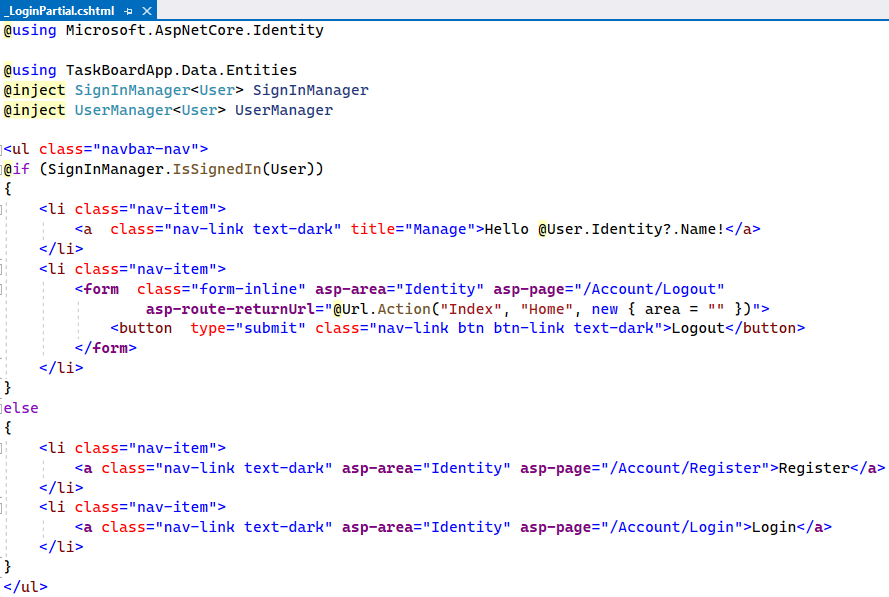 _LoginPartial.cshtml
@using Microsoft.AspNetCore.Identity
@using TaskBoardApp.Data.Entities
@inject SignInManager<User> SignInManager
@inject UserManager<User> UserManager
<ul class="navbar-nav">
@if (SignInManager.IsSignedIn(User))
{
<li class="nav-item">
<a  class="nav-link text-dark" title="Manage">Hello @User.Identity?.Name!</a>
</li>
<li class="nav-item">
<form  class="form-inline" asp-area="Identity" asp-page="/Account/Logout"
asp-route-returnUrl="@Url.Action("Index", "Home", new { area = "" })">
<button  type="submit" class="nav-link btn btn-link text-dark">Logout</button>
</form>
</li>
}
else
{
<li class="nav-item">
<a class="nav-link text-dark" asp-area="Identity" asp-page="/Account/Register">Register</a>
</li>
<li class="nav-item">
<a class="nav-link text-dark" asp-area="Identity" asp-page="/Account/Login">Login</a>
</li>
}
</ul>